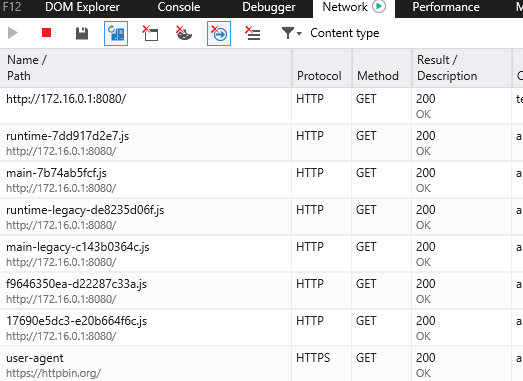 F12 DOM Explorer Console Debugger Network Performance M
Content type
Name / Result /
Path Protocol Method Description C
http://172.16.0.1:8080/ HTTP GET 200 te
OK
runtime-7dd917d2e7.js HTTP GET 200 a
http://172.16.0.1:8080/ OK
main-7b74ab5fcf.js HTTP GET 200 a
http://172.16.0.1:8080/ OK
runtime-legacy-de8235d06f.js HTTP GET 200 a
http://172.16.0.1:8080/ OK
main-legacy-c143b0364c.js HTTP GET 200 a
http://172.16.0.1:8080/ OK
f9646350ea-d22287c33a.js HTTP GET 200 a
http://172.16.0.1:8080/ OK
17690e5dc3-e20b664f6c.js HTTP GET 200 a
http://172.16.0.1:8080/ OK
user-agent HTTPS GET 200 a
https://httpbin.org/ OK